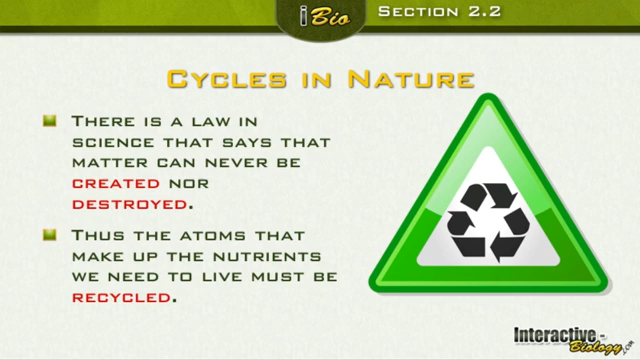 iBio
Section 2.2
Cycles in Nature
There is a law in
science that says that
matter can never be
created nor
destroyed.
Thus the atoms that
make up the nutrients
we need to live must be
recycled.
Interactive-
Biology.com